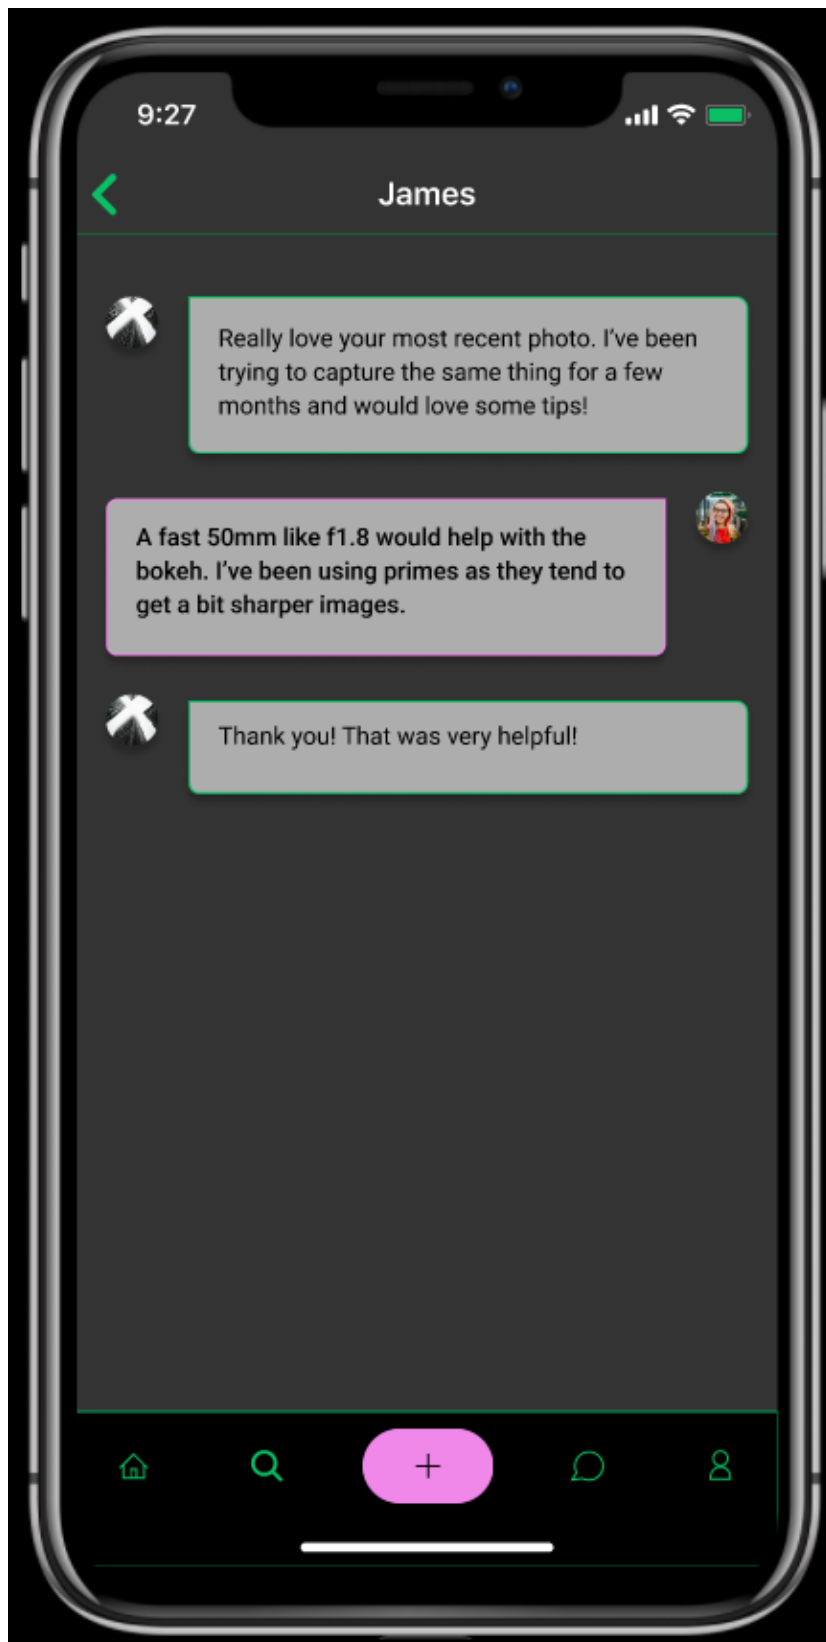 9:27
James
Really love your most recent photo. I've been
trying to capture the same thing for a few
months and would love some tips!
A fast 50mm like f1.8 would help with the
bokeh. I've been using primes as they tend to
get a bit sharper images.
Thank you! That was very helpful!